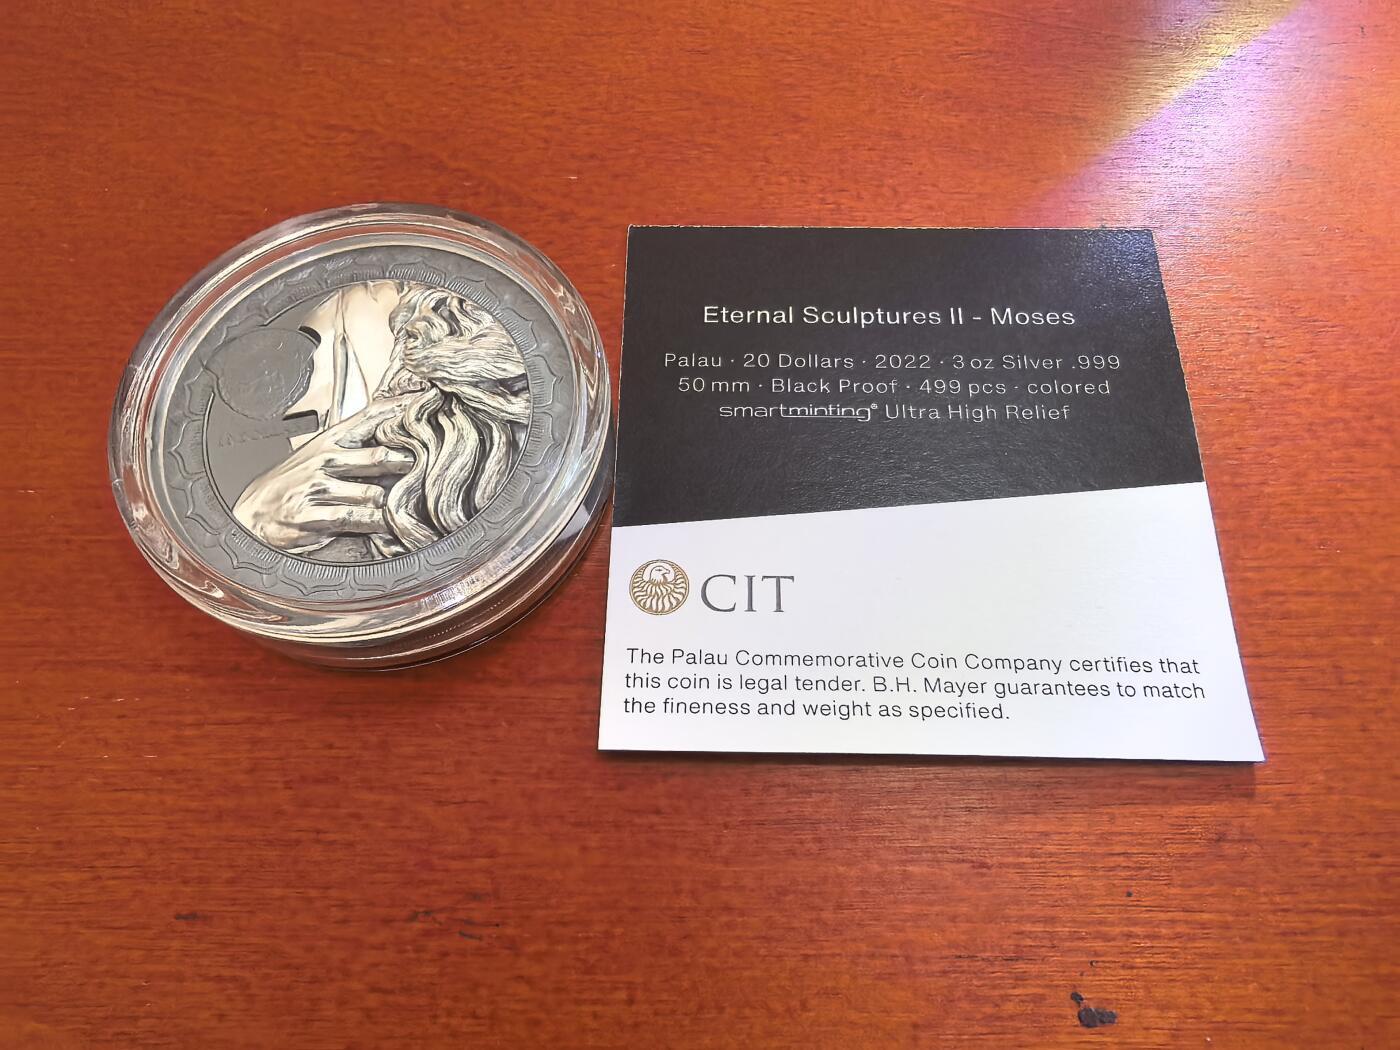 Eternal Sculptures II - Moses
Palau · 20 Dollars · 2022 · 3 oz Silver .999
50 mm · Black Proof · 499 pcs · colored
smartminting® Ultra High Relief
CIT
The Palau Commemorative Coin Company certifies that
this coin is legal tender. B.H. Mayer guarantees to match
the fineness and weight as specified.